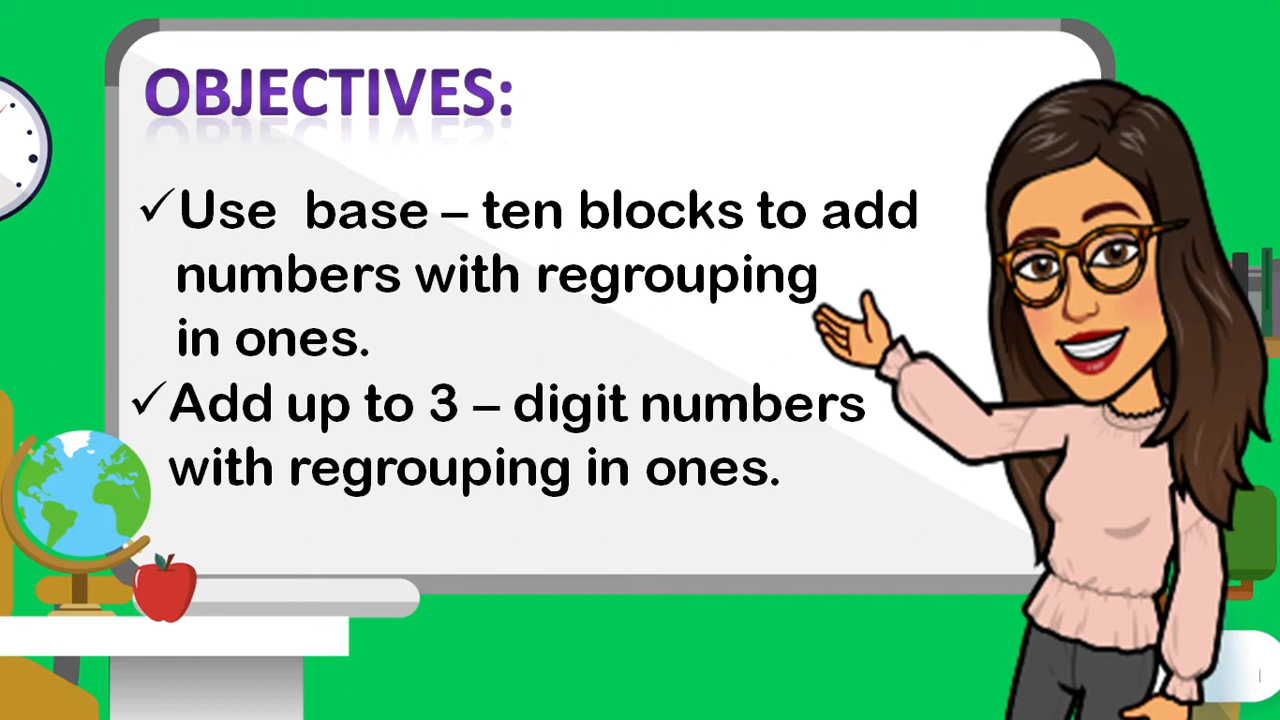 OBJECTIVES:
✓Use base – ten blocks to add
numbers with regrouping
in ones.
✓Add up to 3 – digit numbers
with regrouping in ones.